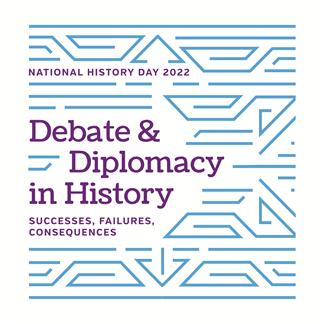 NATIONAL HISTORY DAY 2022
Debate &
Diplomacy
in History
SUCCESSES, FAILURES,
CONSEQUENCES